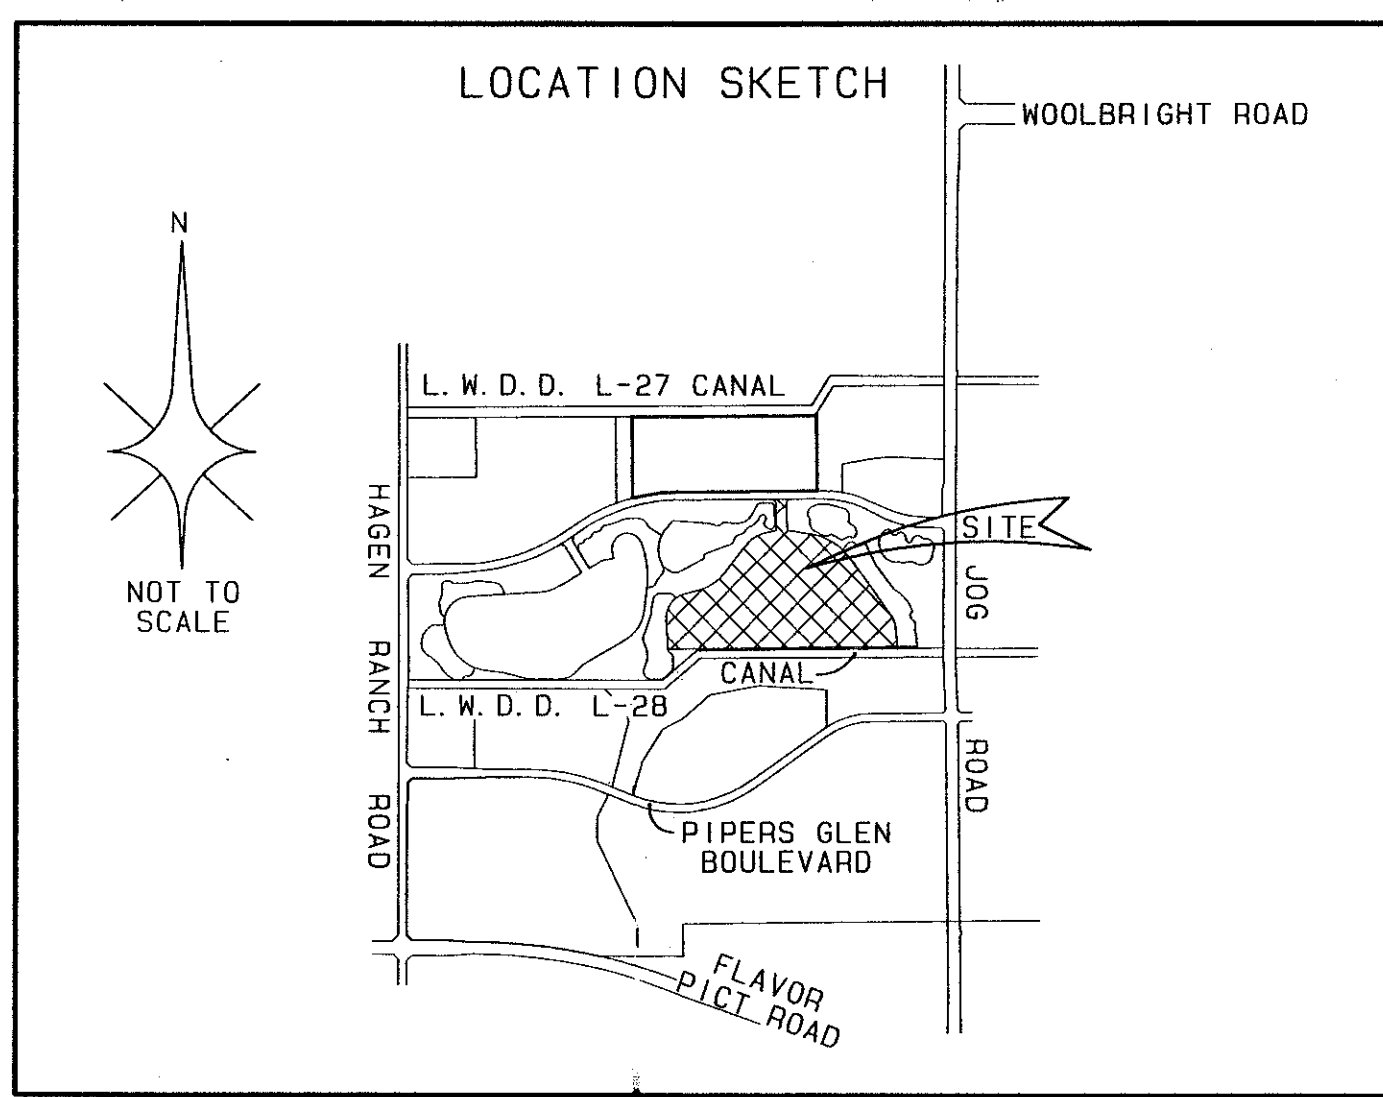 LOCATION SKETCH
WOOLBRIGHT ROAD
N
NOT TO
SCALE
L. W. D. D. L-27 CANAL
HAGEN RANCH ROAD
SITE
JOG ROAD
CANAL
L. W. D. D. L-28
PIPERS GLEN
BOULEVARD
FLAVOR
PICT ROAD